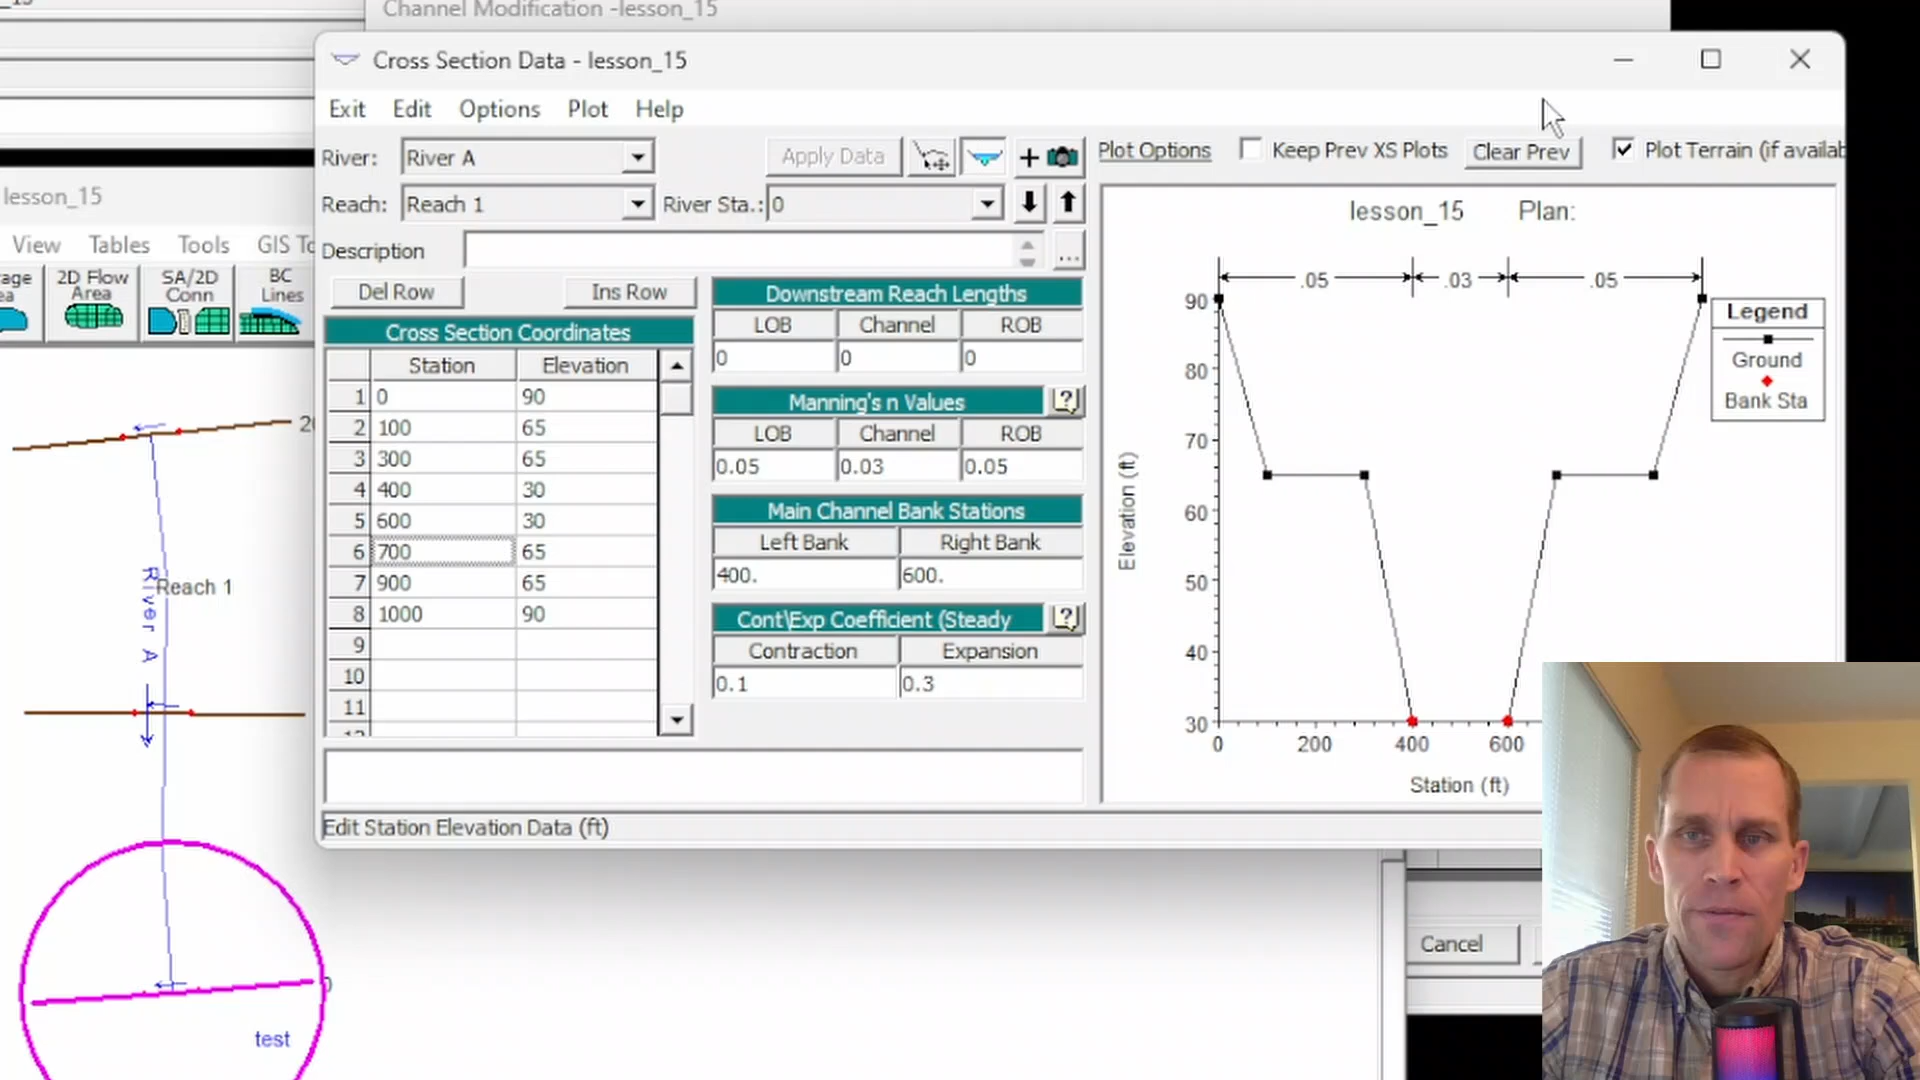 Channel Modification -lesson_15
Cross Section Data - lesson_15
Exit Edit Options Plot Help
River: River A Apply Data
Reach: Reach 1 River Sta.: 0
Description ...
Del Row Ins Row
Cross Section Coordinates
Station Elevation
1 0 90
2 100 65
3 300 65
4 400 30
5 600 30
6 700 65
7 900 65
8 1000 90
9
10
11
Downstream Reach Lengths
LOB Channel ROB
0 0 0
Manning's n Values
LOB Channel ROB
0.05 0.03 0.05
Main Channel Bank Stations
Left Bank Right Bank
400. 600.
Cont\Exp Coefficient (Steady
Contraction Expansion
0.1 0.3
Edit Station Elevation Data (ft)
Plot Options Keep Prev XS Plots Clear Prev Plot Terrain (if availab
lesson_15 Plan:
.05 .03 .05
90
80
70
60
50
40
30
0 200 400 600
Elevation (ft)
Station (ft)
Legend
Ground
Bank Sta
lesson_15
View Tables Tools GIS To
2D Flow Area
SA/2D Conn
BC Lines
Reach 1
River A
test
Cancel